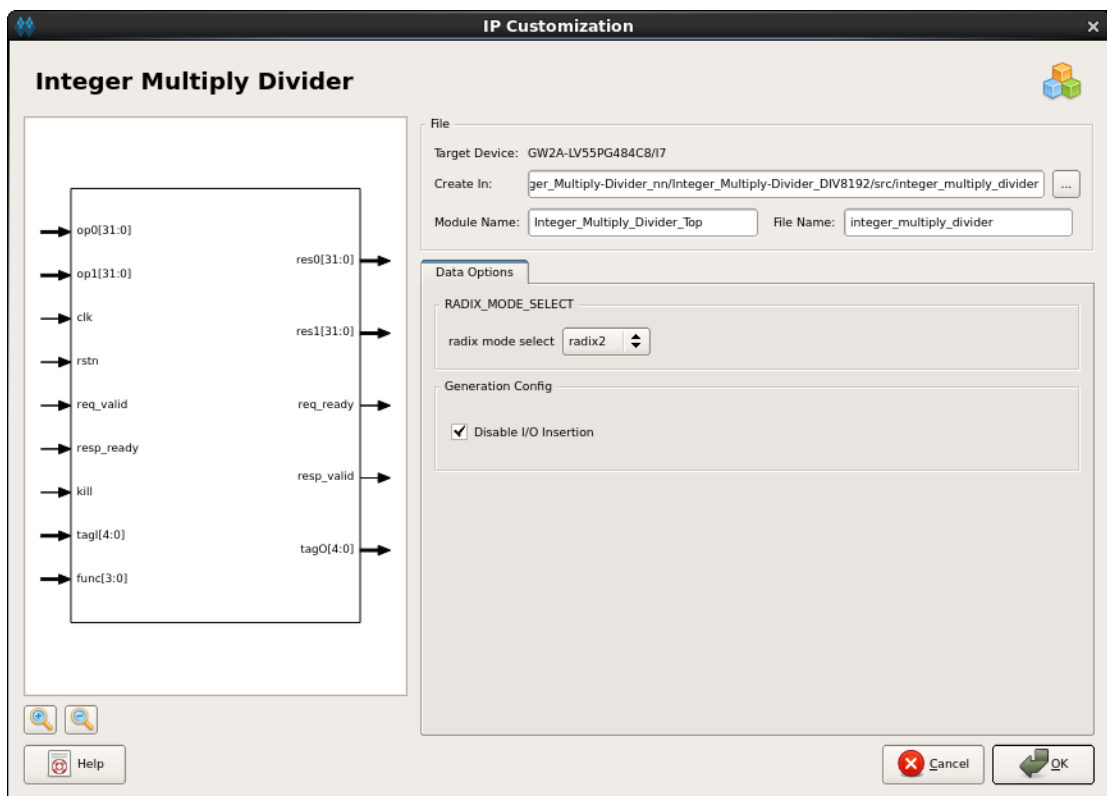 IP Customization
Integer Multiply Divider
op0[31:0]
op1[31:0]
clk
rstn
req_valid
resp_ready
kill
tagI[4:0]
func[3:0]
res0[31:0]
res1[31:0]
req_ready
resp_valid
tagO[4:0]
File
Target Device: GW2A-LV55PG484C8/I7
Create In: ger_Multiply-Divider_nn/Integer_Multiply-Divider_DIV8192/src/integer_multiply_divider ...
Module Name: Integer_Multiply_Divider_Top File Name: integer_multiply_divider
Data Options
RADIX_MODE_SELECT
radix mode select radix2
Generation Config
Disable I/O Insertion
Help Cancel OK